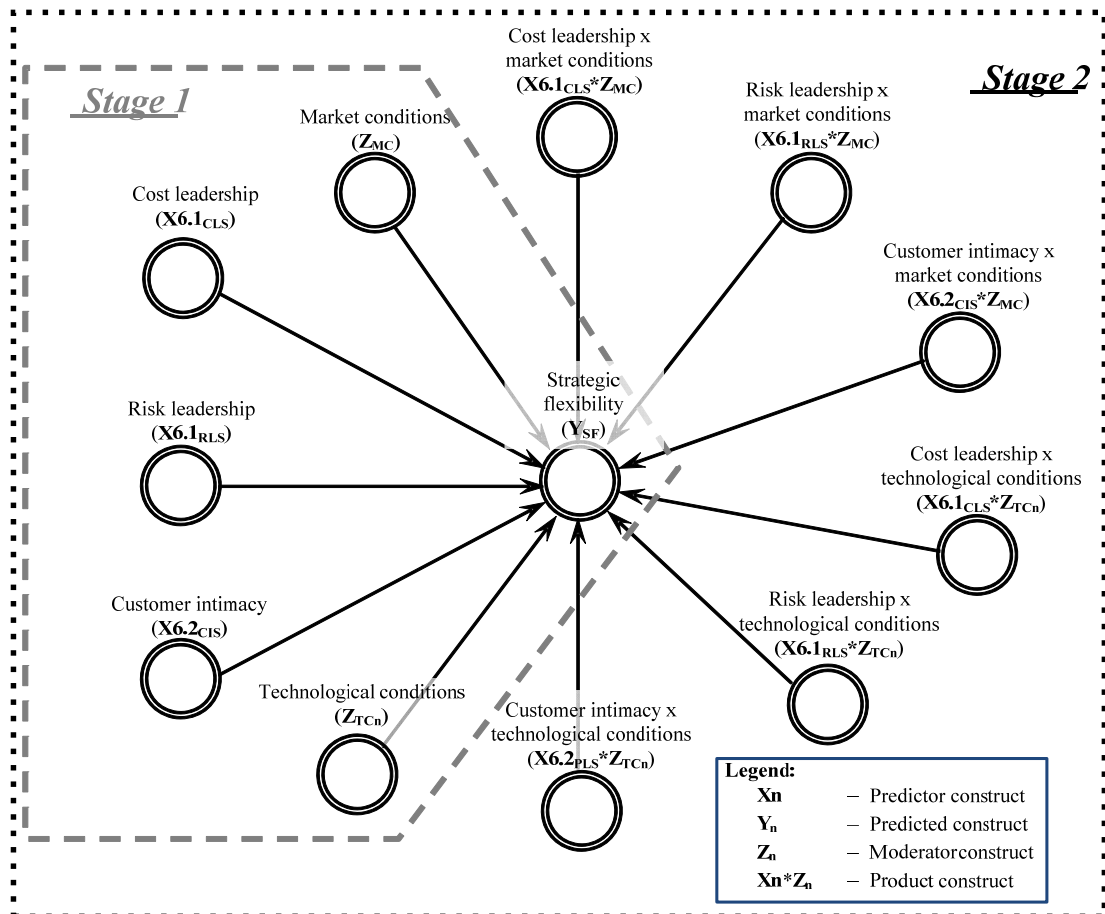 Stage 1
Stage 2
Cost leadership x
market conditions
(X6.1CLS*ZMC)
Risk leadership x
market conditions
(X6.1RLS*ZMC)
Market conditions
(ZMC)
Cost leadership
(X6.1CLS)
Customer intimacy x
market conditions
(X6.2CIS*ZMC)
Strategic
flexibility
(YSF)
Risk leadership
(X6.1RLS)
Cost leadership x
technological conditions
(X6.1CLS*ZTCn)
Customer intimacy
(X6.2CIS)
Risk leadership x
technological conditions
(X6.1RLS*ZTCn)
Technological conditions
(ZTCn)
Customer intimacy x
technological conditions
(X6.2PLS*ZTCn)
Legend:
Xn – Predictor construct
Yn – Predicted construct
Zn – Moderator construct
Xn*Zn – Product construct